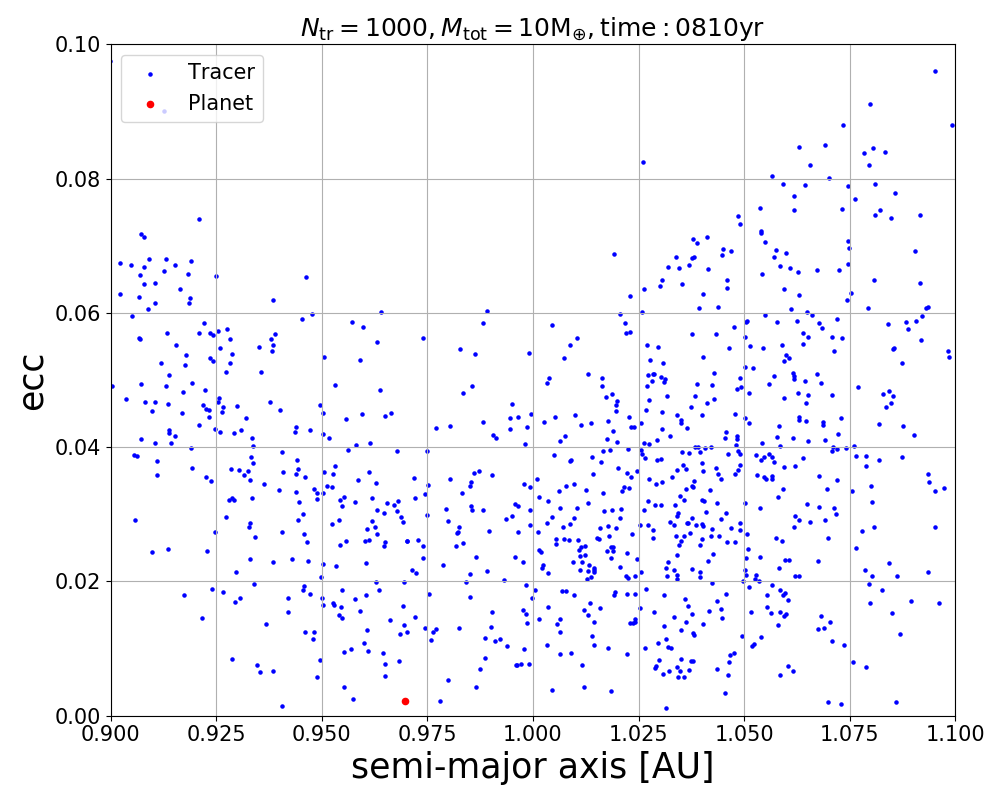 N_tr = 1000, M_tot = 10M_⊕, time : 0810yr
Tracer
Planet
0.10
0.08
0.06
0.04
0.02
0.00
ecc
0.900 0.925 0.950 0.975 1.000 1.025 1.050 1.075 1.100
semi-major axis [AU]